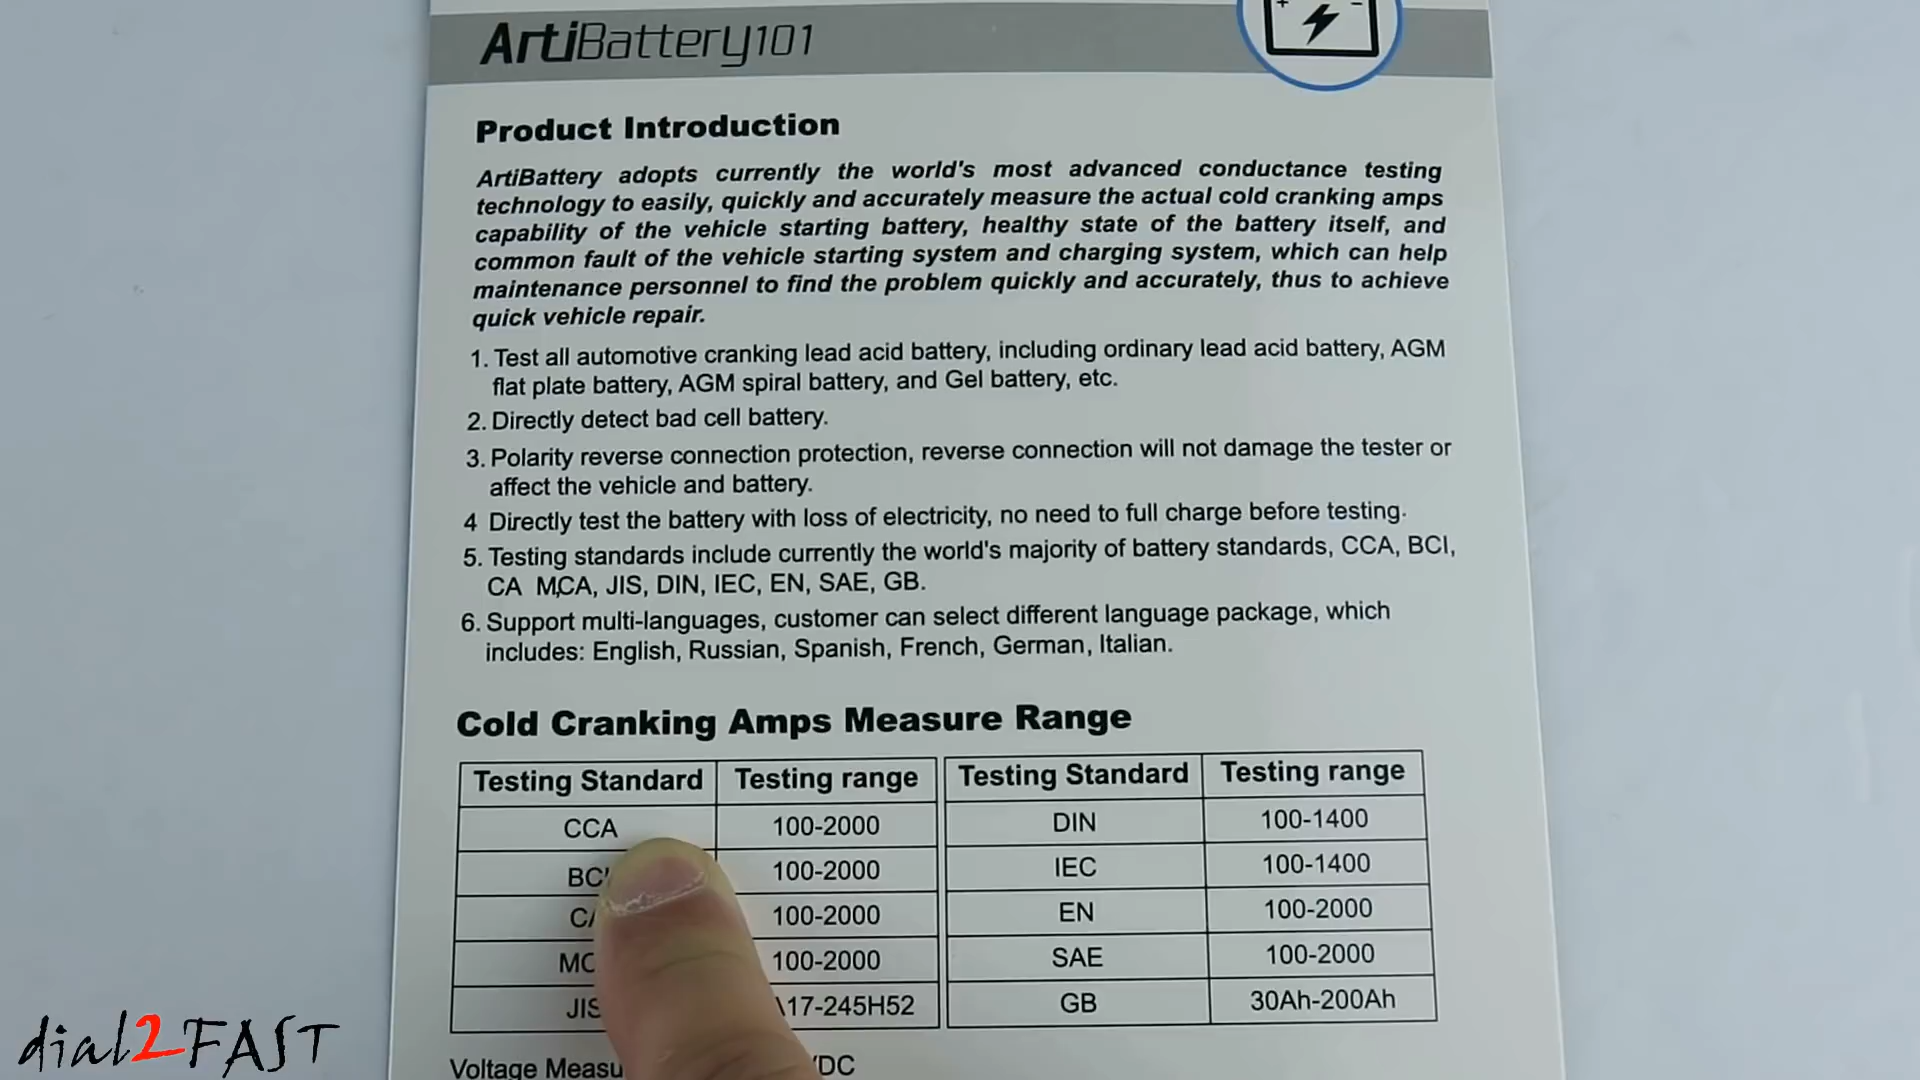 ArtiBattery101
Product Introduction
ArtiBattery adopts currently the world's most advanced conductance testing
technology to easily, quickly and accurately measure the actual cold cranking amps
capability of the vehicle starting battery, healthy state of the battery itself, and
common fault of the vehicle starting system and charging system, which can help
maintenance personnel to find the problem quickly and accurately, thus to achieve
quick vehicle repair.
1. Test all automotive cranking lead acid battery, including ordinary lead acid battery, AGM
flat plate battery, AGM spiral battery, and Gel battery, etc.
2. Directly detect bad cell battery.
3. Polarity reverse connection protection, reverse connection will not damage the tester or
affect the vehicle and battery.
4 Directly test the battery with loss of electricity, no need to full charge before testing.
5. Testing standards include currently the world's majority of battery standards, CCA, BCI,
CA MCA, JIS, DIN, IEC, EN, SAE, GB.
6. Support multi-languages, customer can select different language package, which
includes: English, Russian, Spanish, French, German, Italian.
Cold Cranking Amps Measure Range
Testing Standard Testing range Testing Standard Testing range
CCA 100-2000 DIN 100-1400
100-2000 IEC 100-1400
100-2000 EN 100-2000
100-2000 SAE 100-2000
JIS 17-245H52 GB 30Ah-200Ah
Voltage DC
dial2FAST